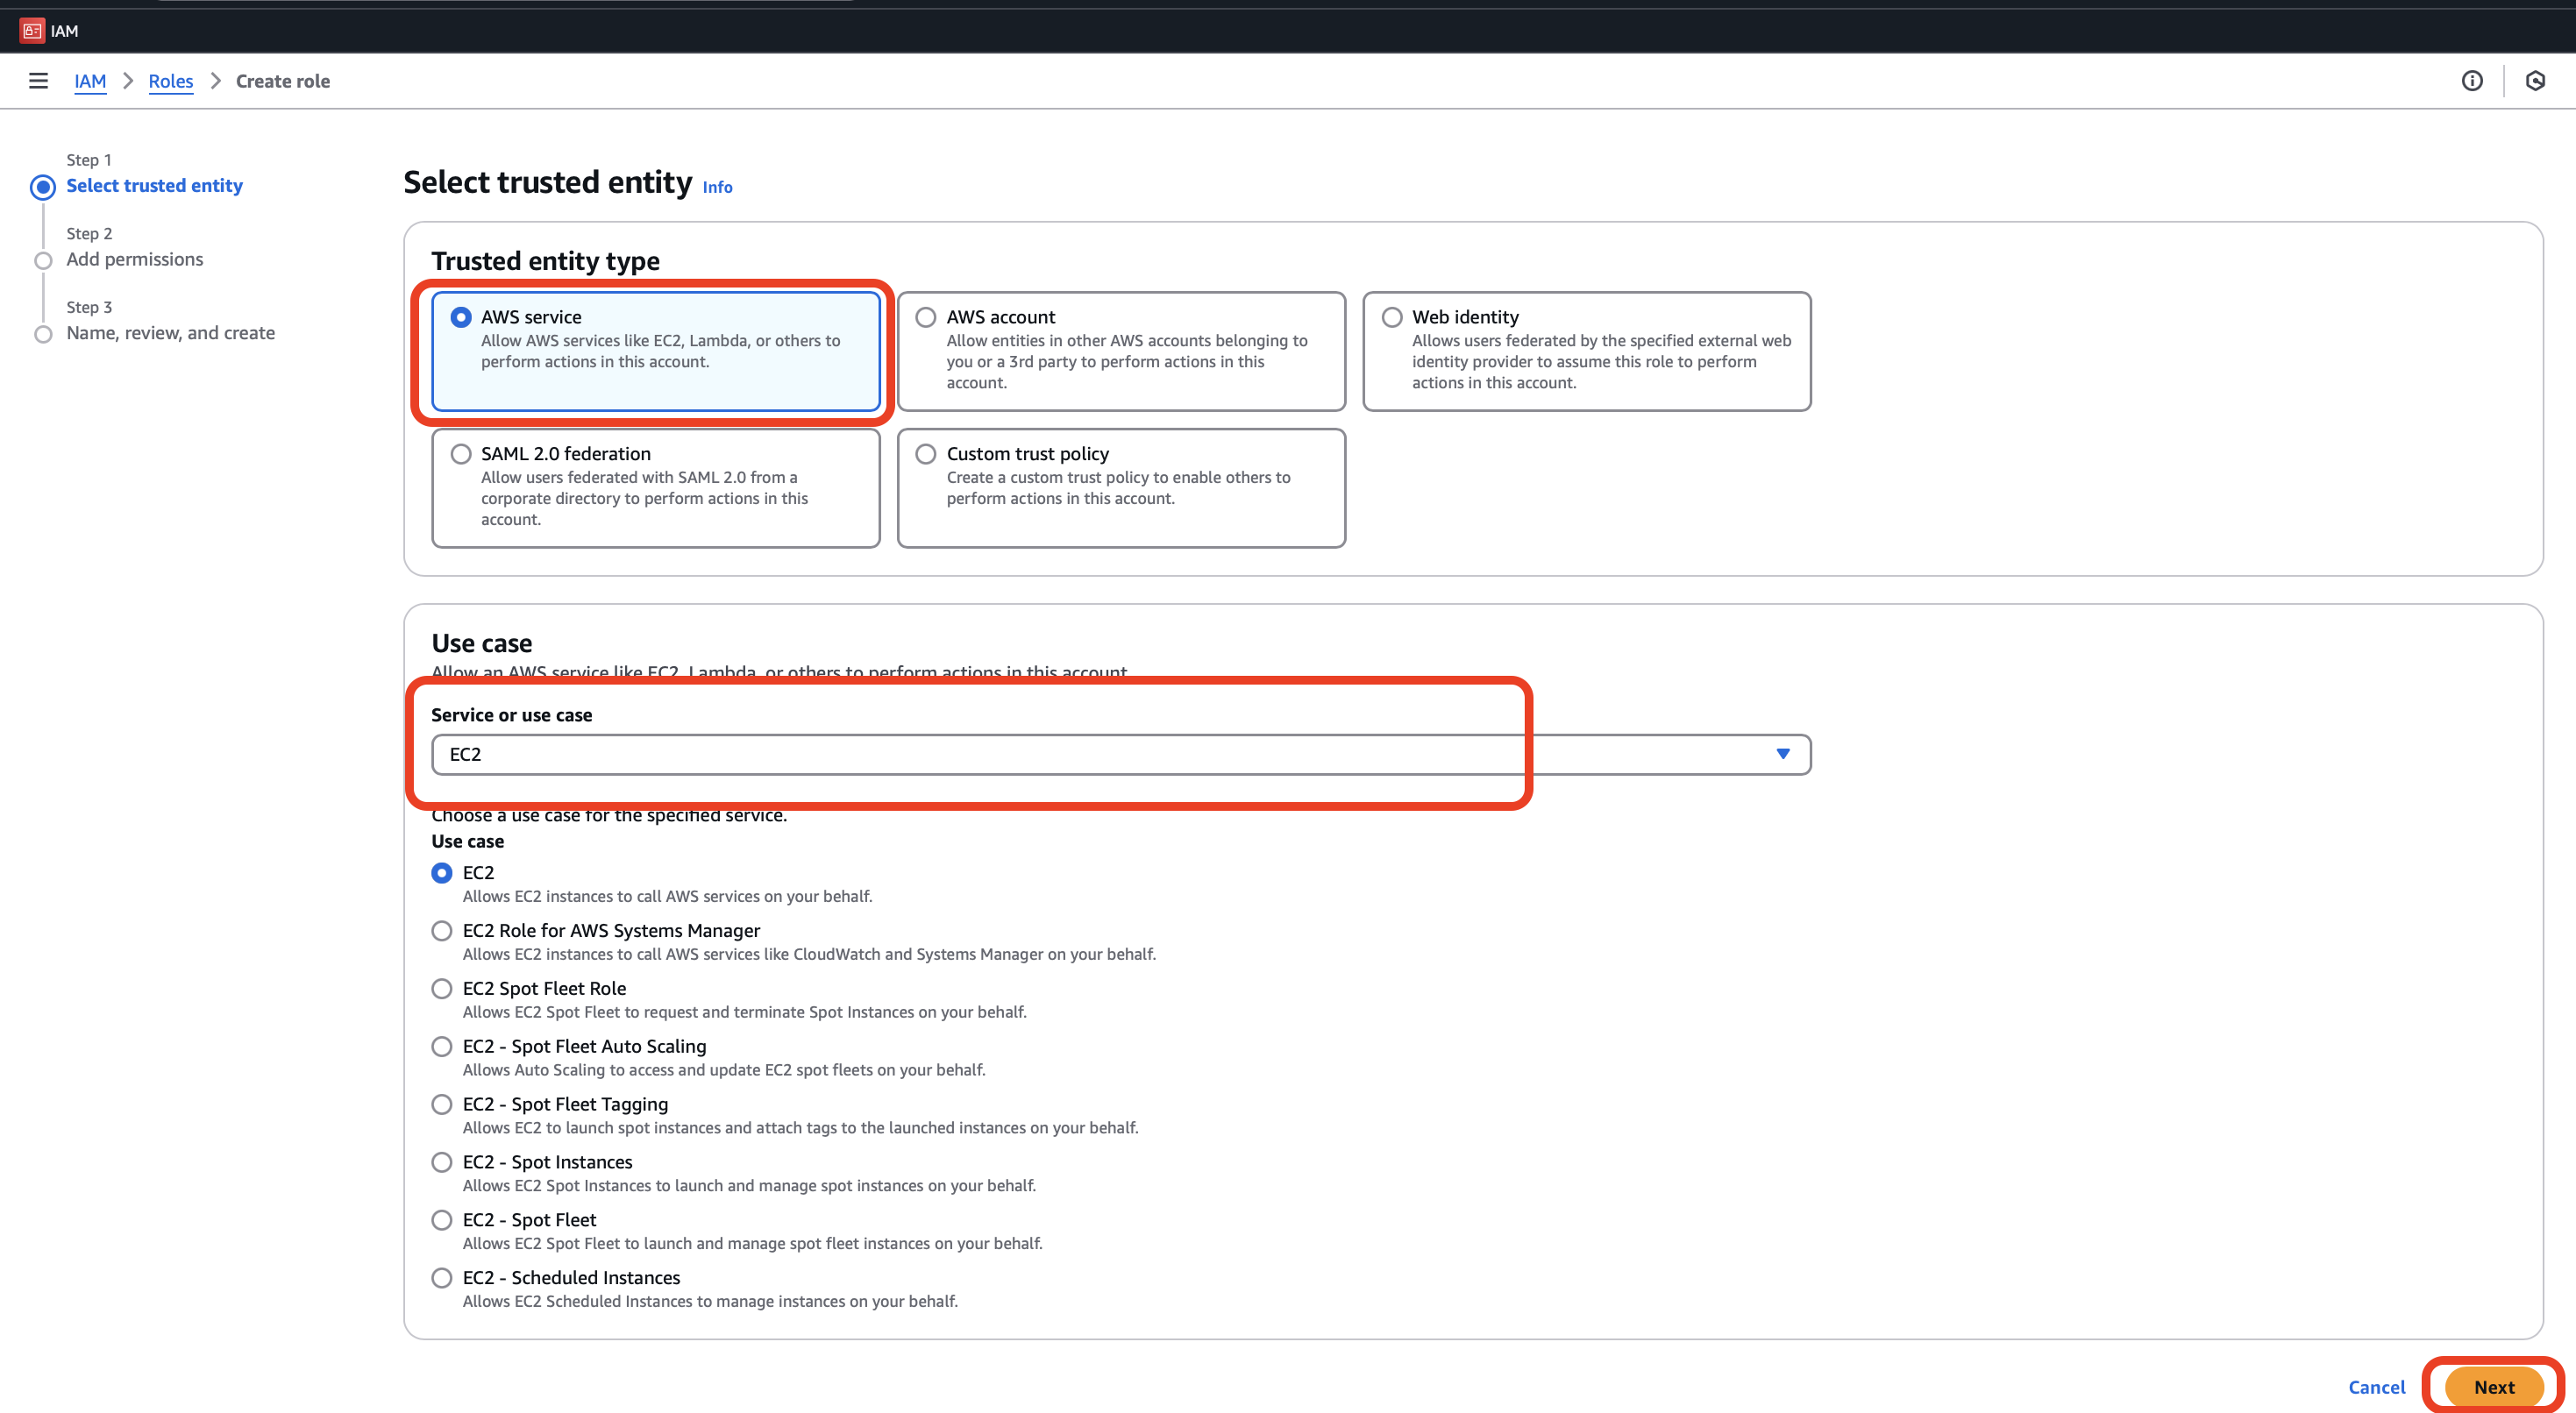 IAM
IAM > Roles > Create role
Step 1
Select trusted entity
Step 2
Add permissions
Step 3
Name, review, and create
Select trusted entity Info
Trusted entity type
AWS service
Allow AWS services like EC2, Lambda, or others to
perform actions in this account.
AWS account
Allow entities in other AWS accounts belonging to
you or a 3rd party to perform actions in this
account.
Web identity
Allows users federated by the specified external web
identity provider to assume this role to perform
actions in this account.
SAML 2.0 federation
Allow users federated with SAML 2.0 from a
corporate directory to perform actions in this
account.
Custom trust policy
Create a custom trust policy to enable others to
perform actions in this account.
Use case
Allow an AWS service like EC2, Lambda, or others to perform actions in this account.
Service or use case
EC2
Choose a use case for the specified service.
Use case
EC2
Allows EC2 instances to call AWS services on your behalf.
EC2 Role for AWS Systems Manager
Allows EC2 instances to call AWS services like CloudWatch and Systems Manager on your behalf.
EC2 Spot Fleet Role
Allows EC2 Spot Fleet to request and terminate Spot Instances on your behalf.
EC2 - Spot Fleet Auto Scaling
Allows Auto Scaling to access and update EC2 spot fleets on your behalf.
EC2 - Spot Fleet Tagging
Allows EC2 to launch spot instances and attach tags to the launched instances on your behalf.
EC2 - Spot Instances
Allows EC2 Spot Instances to launch and manage spot instances on your behalf.
EC2 - Spot Fleet
Allows EC2 Spot Fleet to launch and manage spot fleet instances on your behalf.
EC2 - Scheduled Instances
Allows EC2 Scheduled Instances to manage instances on your behalf.
Cancel
Next